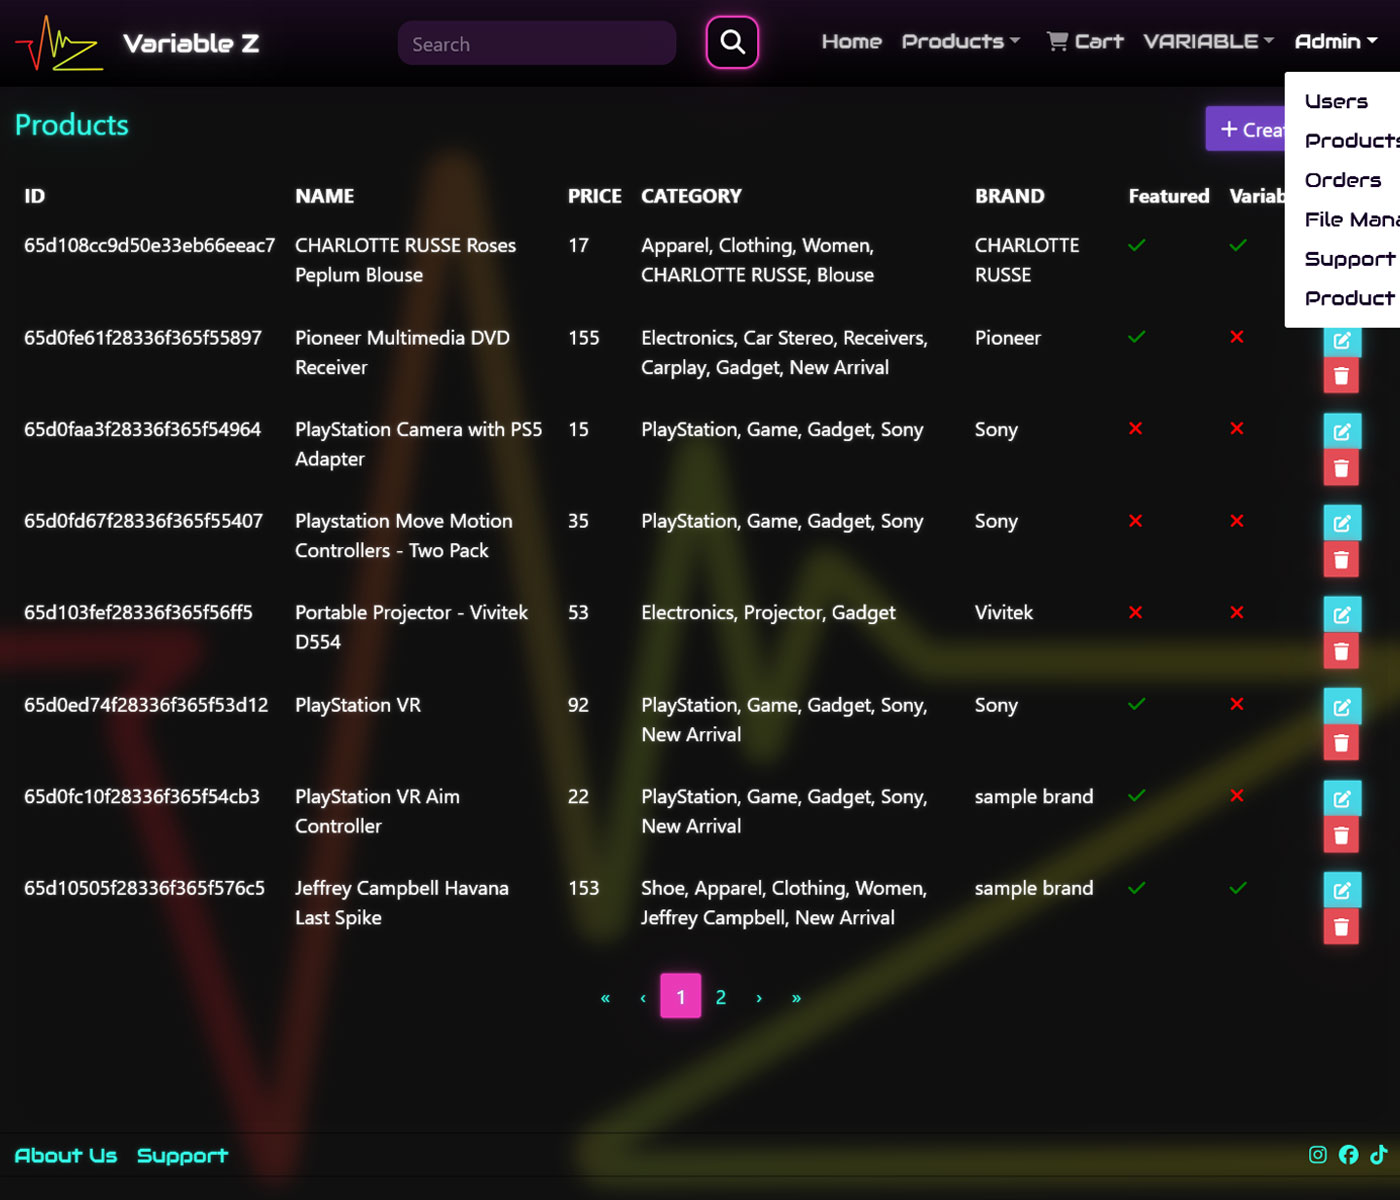 Variable Z
Search
Home Products Cart VARIABLE Admin
Users
Products
Orders
File Mana
Support
Product
Products
+ Creat
ID NAME PRICE CATEGORY BRAND Featured Variab
65d108cc9d50e33eb66eeac7 CHARLOTTE RUSSE Roses 17 Apparel, Clothing, Women, CHARLOTTE
Peplum Blouse CHARLOTTE RUSSE, Blouse RUSSE
65d0fe61f28336f365f55897 Pioneer Multimedia DVD 155 Electronics, Car Stereo, Receivers, Pioneer
Receiver Carplay, Gadget, New Arrival
65d0faa3f28336f365f54964 PlayStation Camera with PS5 15 PlayStation, Game, Gadget, Sony Sony
Adapter
65d0fd67f28336f365f55407 Playstation Move Motion 35 PlayStation, Game, Gadget, Sony Sony
Controllers - Two Pack
65d103fef28336f365f56ff5 Portable Projector - Vivitek 53 Electronics, Projector, Gadget Vivitek
D554
65d0ed74f28336f365f53d12 PlayStation VR 92 PlayStation, Game, Gadget, Sony, Sony
New Arrival
65d0fc10f28336f365f54cb3 PlayStation VR Aim 22 PlayStation, Game, Gadget, Sony, sample brand
Controller New Arrival
65d10505f28336f365f576c5 Jeffrey Campbell Havana 153 Shoe, Apparel, Clothing, Women, sample brand
Last Spike Jeffrey Campbell, New Arrival
« ‹ 1 2 › »
About Us Support